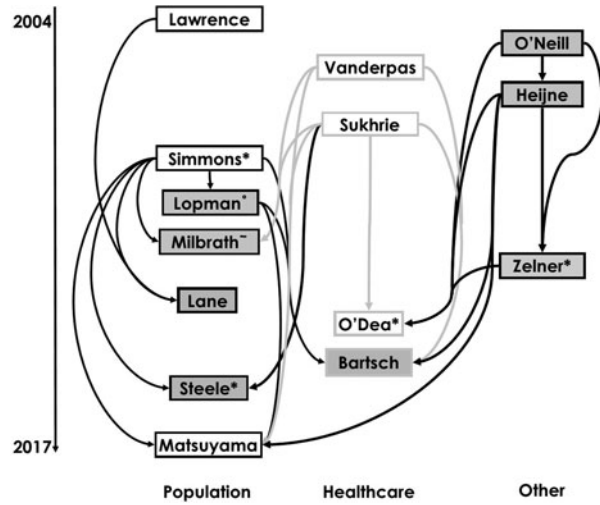 2004
Lawrence
O'Neill
Vanderpas
Heijne
Sukhrie
Simmons*
Lopman*
Milbrath~
Zelner*
Lane
O'Dea*
Bartsch
Steele*
2017
Matsuyama
Population
Healthcare
Other